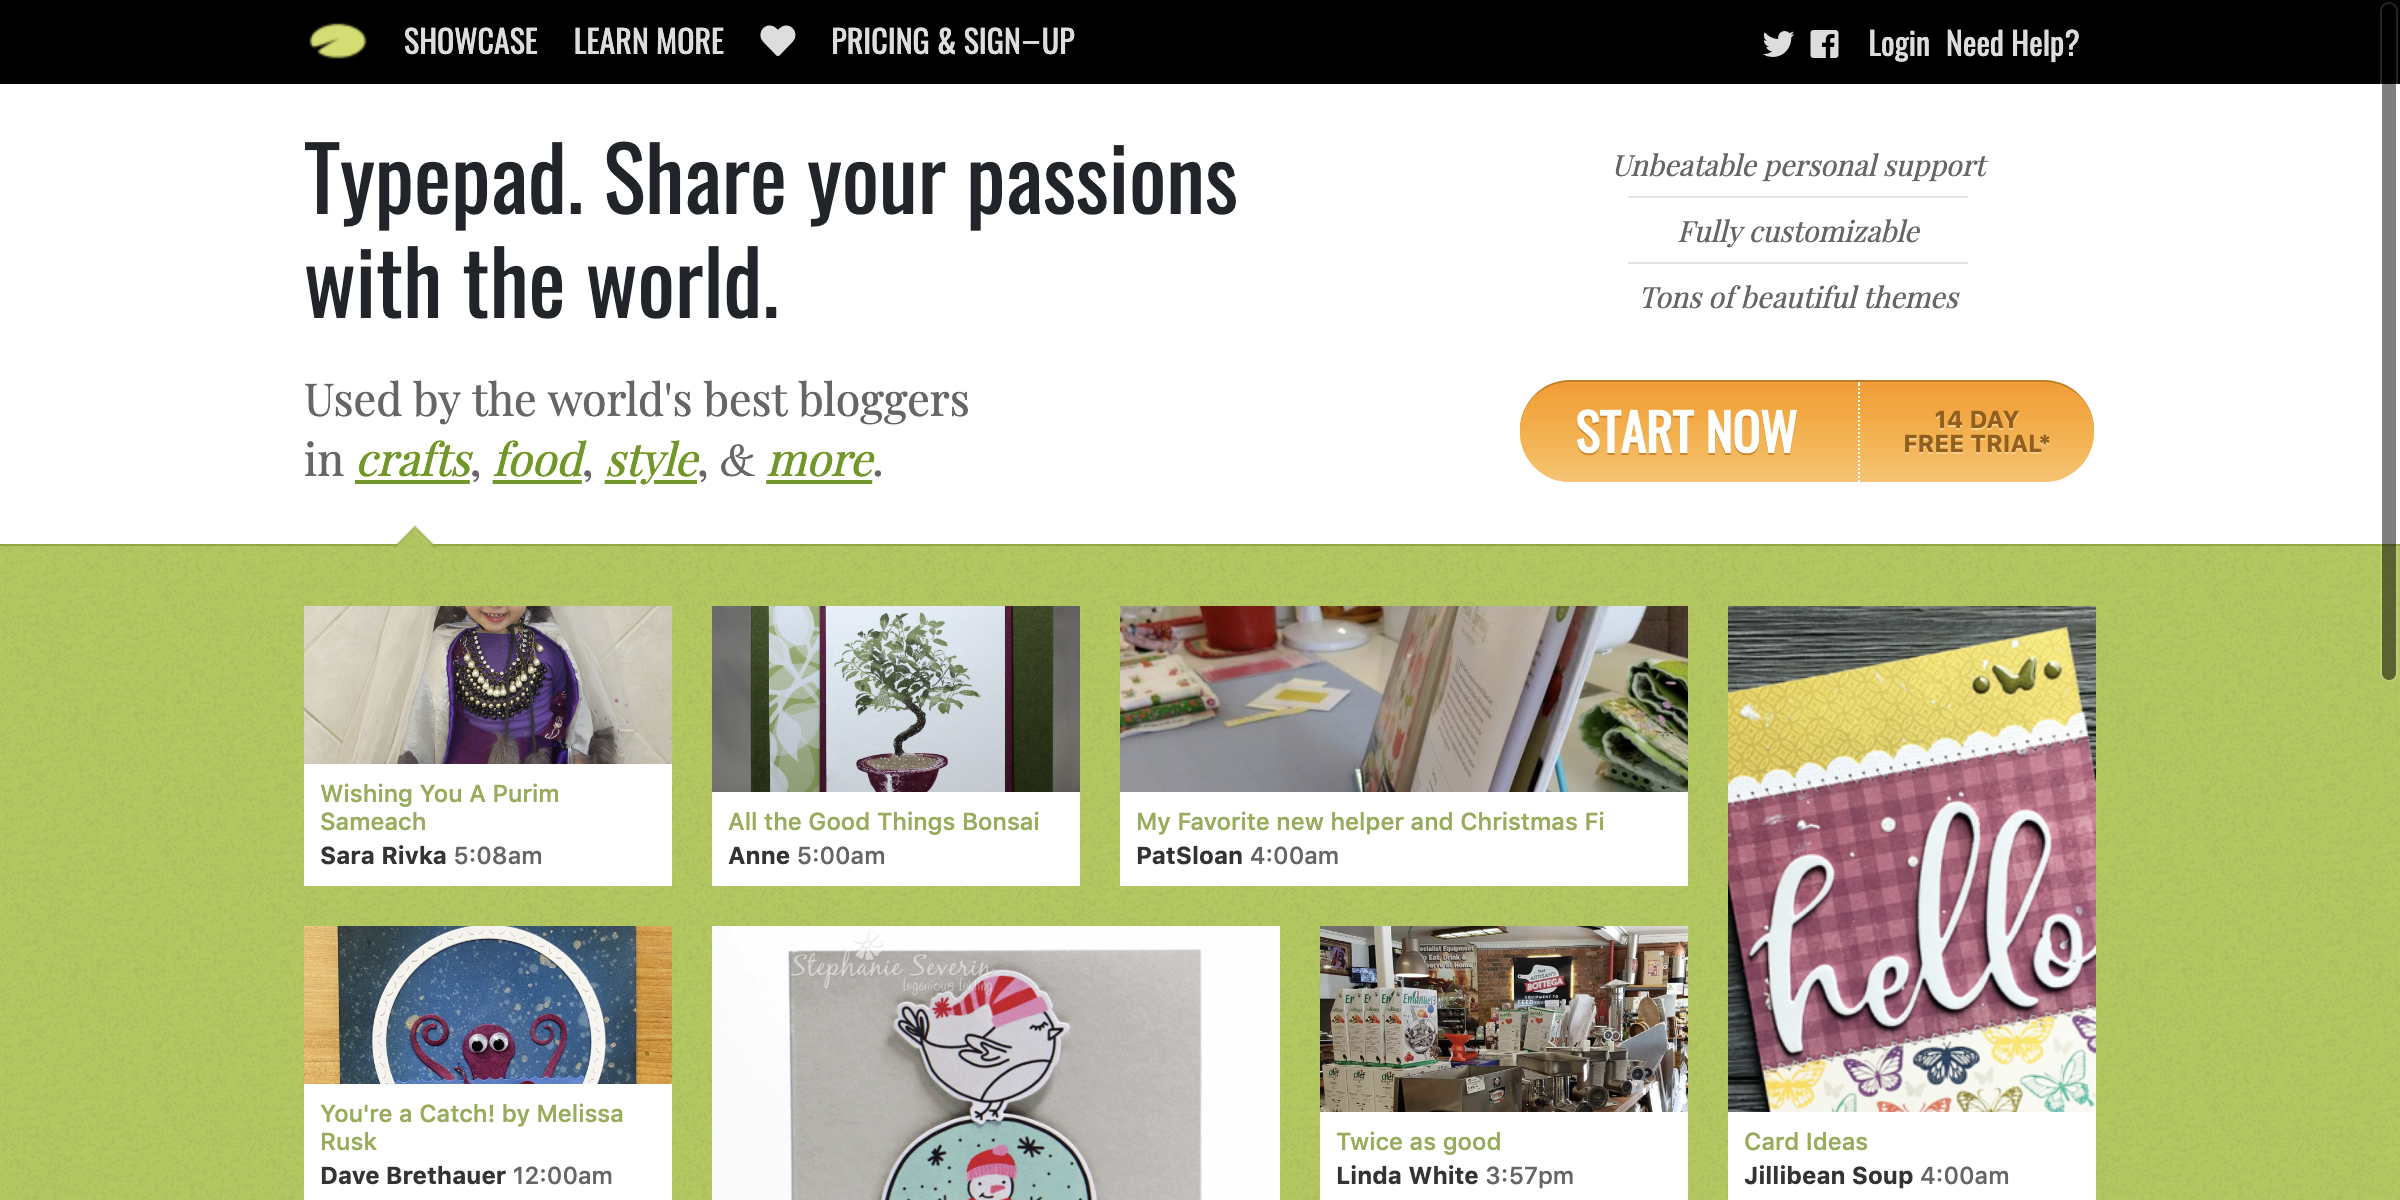 SHOWCASE LEARN MORE PRICING & SIGN–UP
Login Need Help?
Typepad. Share your passions
with the world.
Used by the world's best bloggers
in crafts, food, style, & more.
Unbeatable personal support
Fully customizable
Tons of beautiful themes
START NOW
14 DAY
FREE TRIAL*
Wishing You A Purim
Sameach
Sara Rivka 5:08am
All the Good Things Bonsai
Anne 5:00am
My Favorite new helper and Christmas Fi
PatSloan 4:00am
hello
Card Ideas
Jillibean Soup 4:00am
You're a Catch! by Melissa
Rusk
Dave Brethauer 12:00am
Stephanie Severin
Ingenious Inkling
BOTTEGA
Twice as good
Linda White 3:57pm